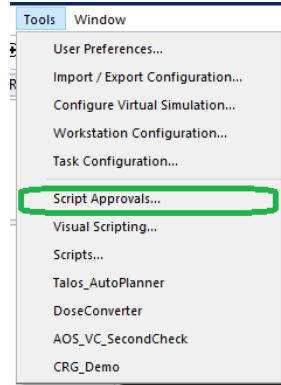 Tools Window
User Preferences...
Import / Export Configuration...
Configure Virtual Simulation...
Workstation Configuration...
Task Configuration...
Script Approvals...
Visual Scripting...
Scripts...
Talos_AutoPlanner
DoseConverter
AOS_VC_SecondCheck
CRG_Demo